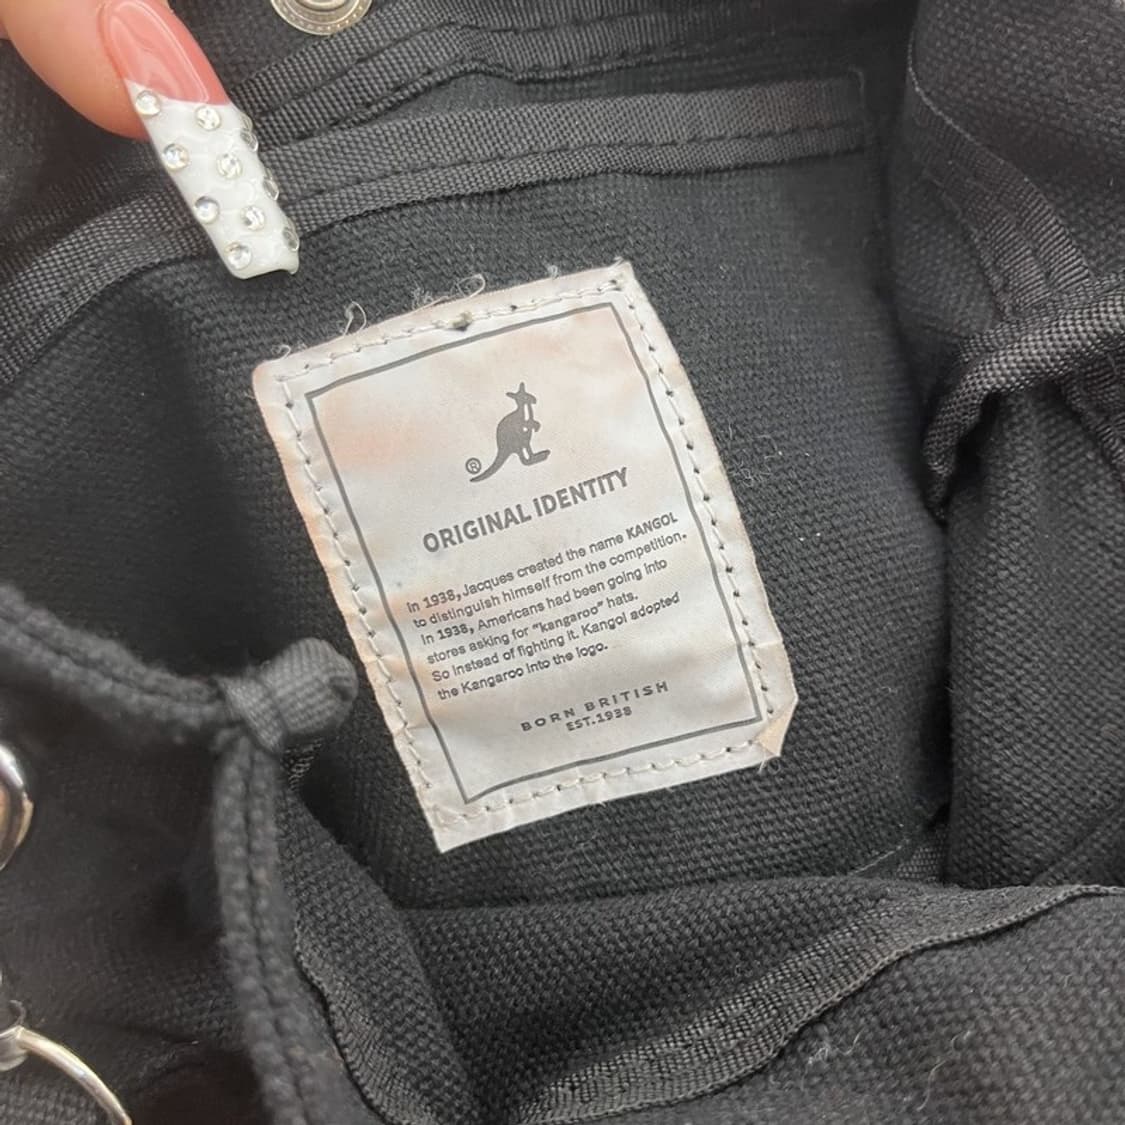 ®
ORIGINAL IDENTITY
In 1938, Jacques created the name KANGOL
to distinguish himself from the competition.
In 1938, Americans had been going into
stores asking for "kangaroo" hats.
So instead of fighting it. Kangol adopted
the Kangaroo into the logo.
BORN BRITISH
EST.1938